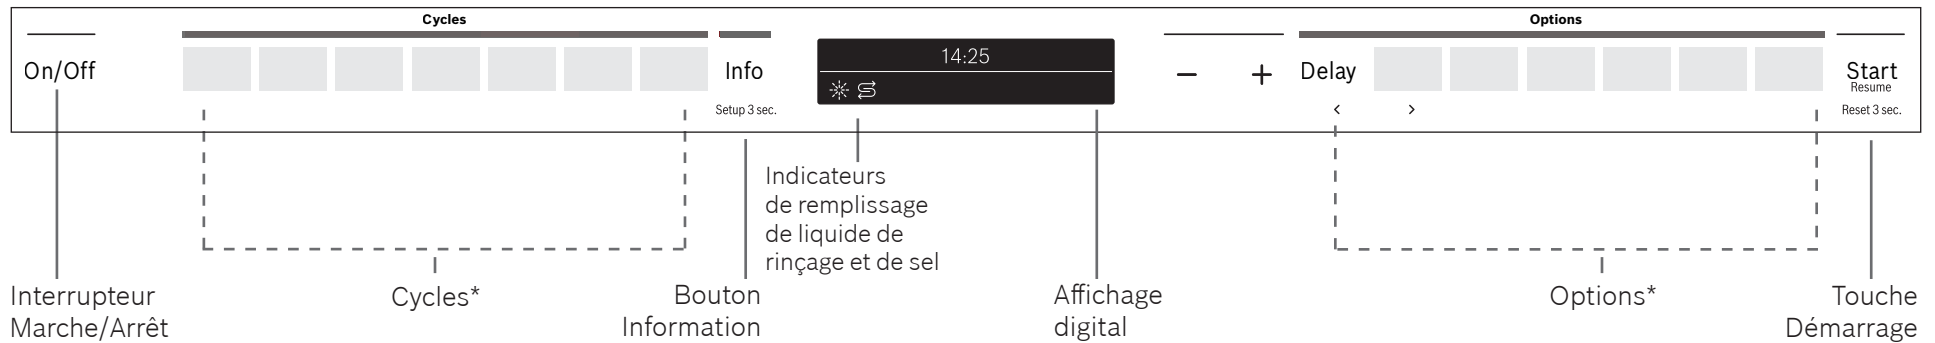 Cycles
Options
On/Off
Info
Setup 3 sec.
14:25
− +
Delay
< >
Start
Resume
Reset 3 sec.
Indicateurs
de remplissage
de liquide de
rinçage et de sel
Interrupteur
Marche/Arrêt
Cycles*
Bouton
Information
Affichage
digital
Options*
Touche
Démarrage